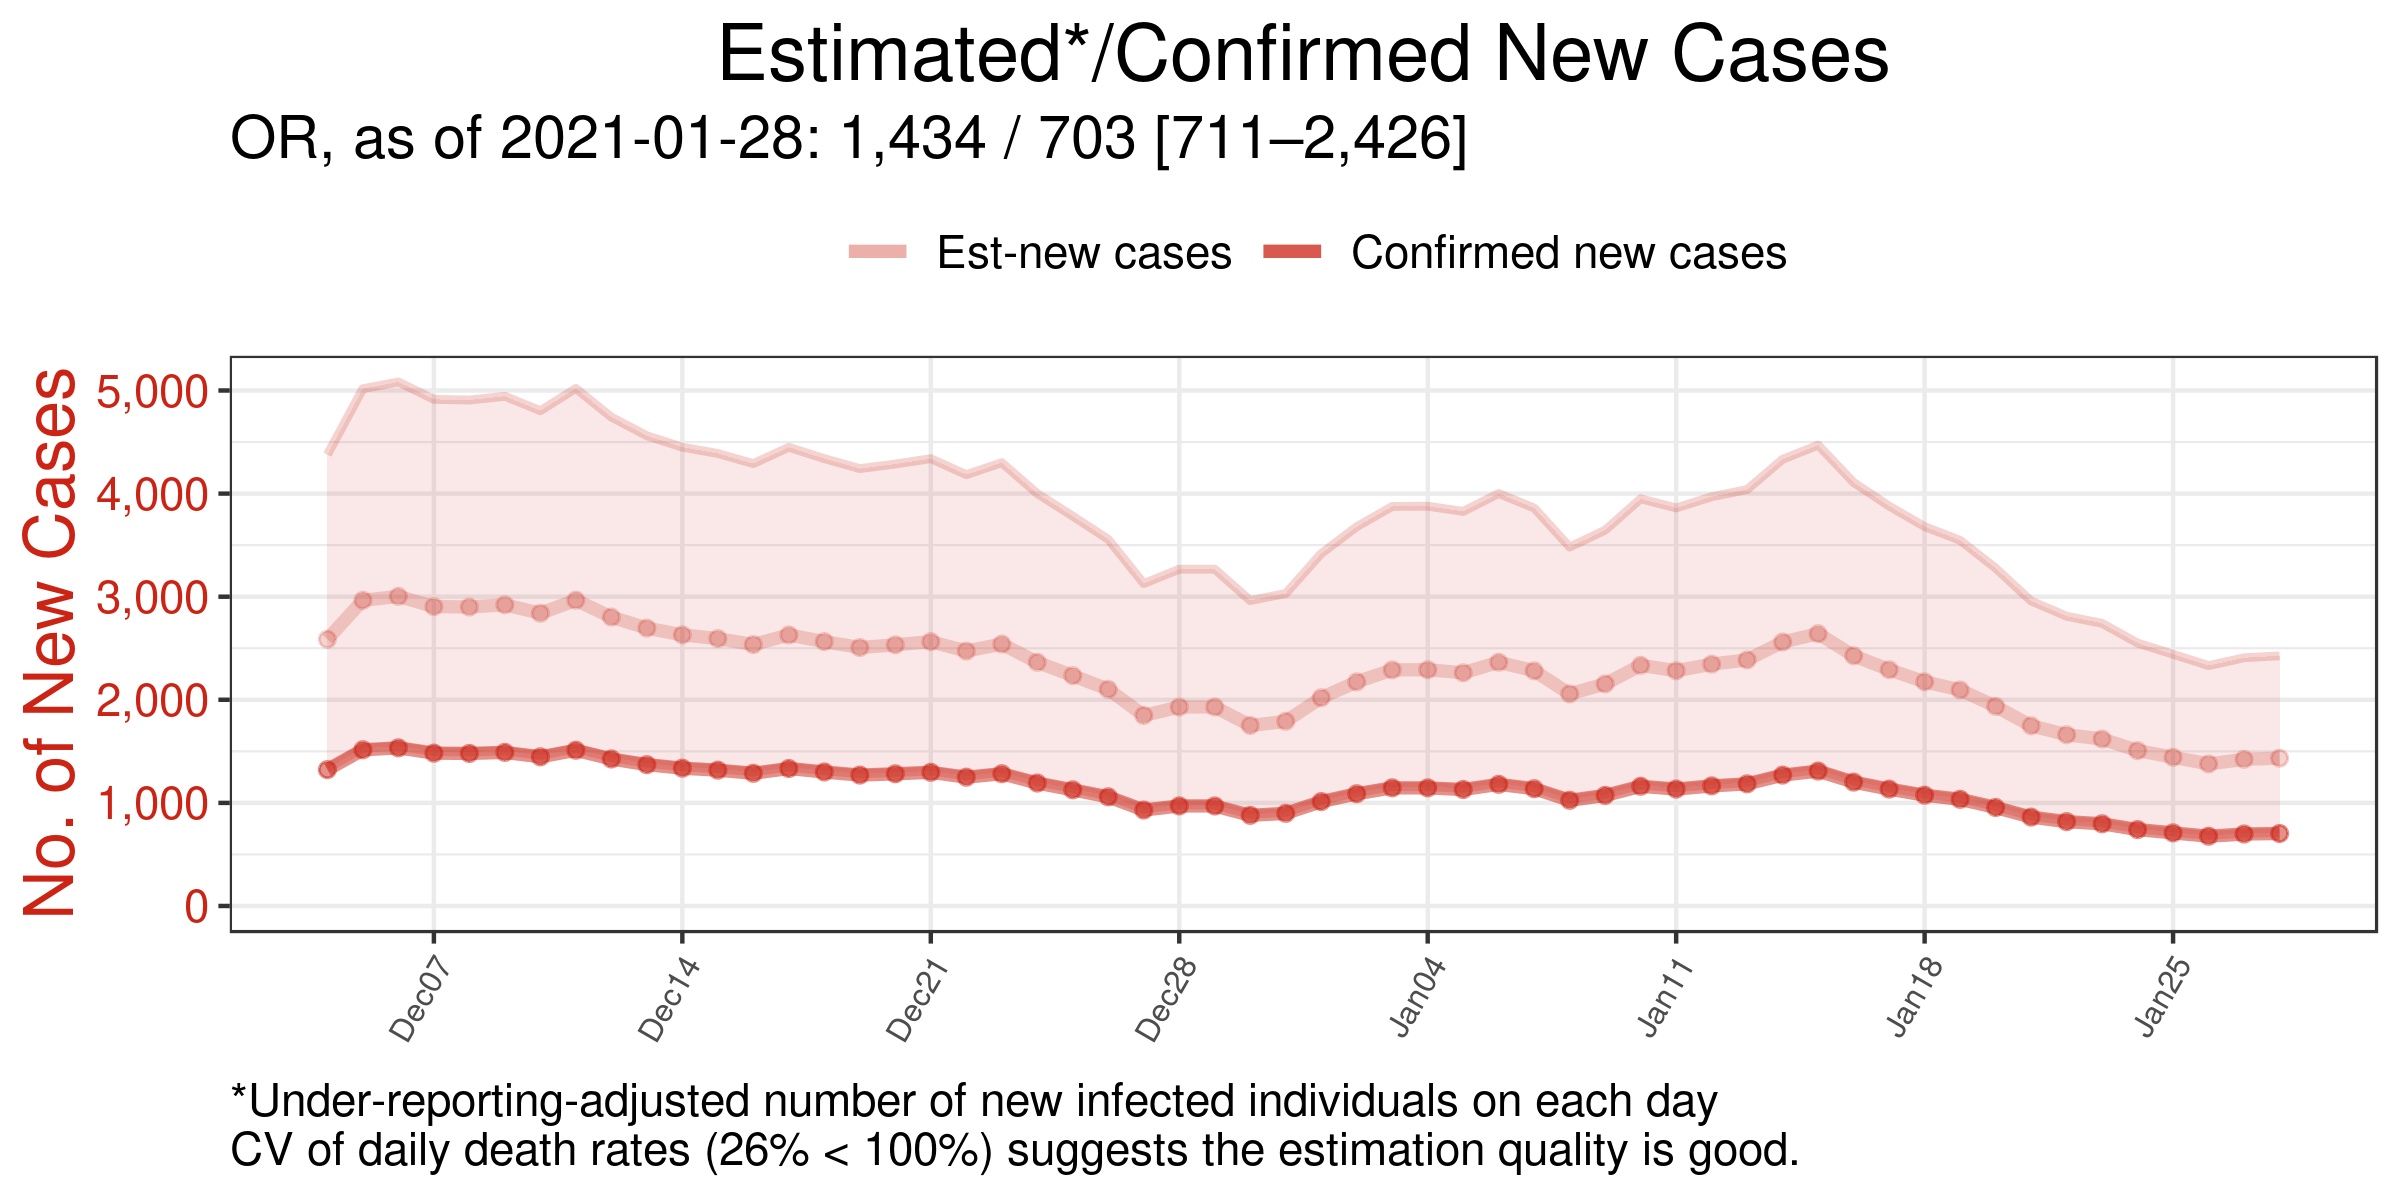 Estimated*/Confirmed New Cases
OR, as of 2021-01-28: 1,434 / 703 [711–2,426]
Est-new cases Confirmed new cases
No. of New Cases
5,000
4,000
3,000
2,000
1,000
0
Dec07 Dec14 Dec21 Dec28 Jan04 Jan11 Jan18 Jan25
*Under-reporting-adjusted number of new infected individuals on each day
CV of daily death rates (26% < 100%) suggests the estimation quality is good.